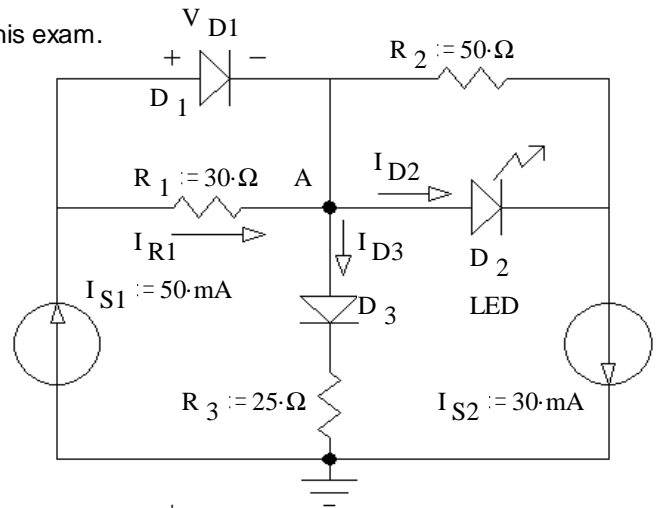 his exam.
V D1
+ −
D 1
R 2 := 50·Ω
R 1 := 30·Ω
A
I D2
I R1
I D3
D 2
I S1 := 50·mA
D 3
LED
R 3 := 25·Ω
I S2 := 30·mA